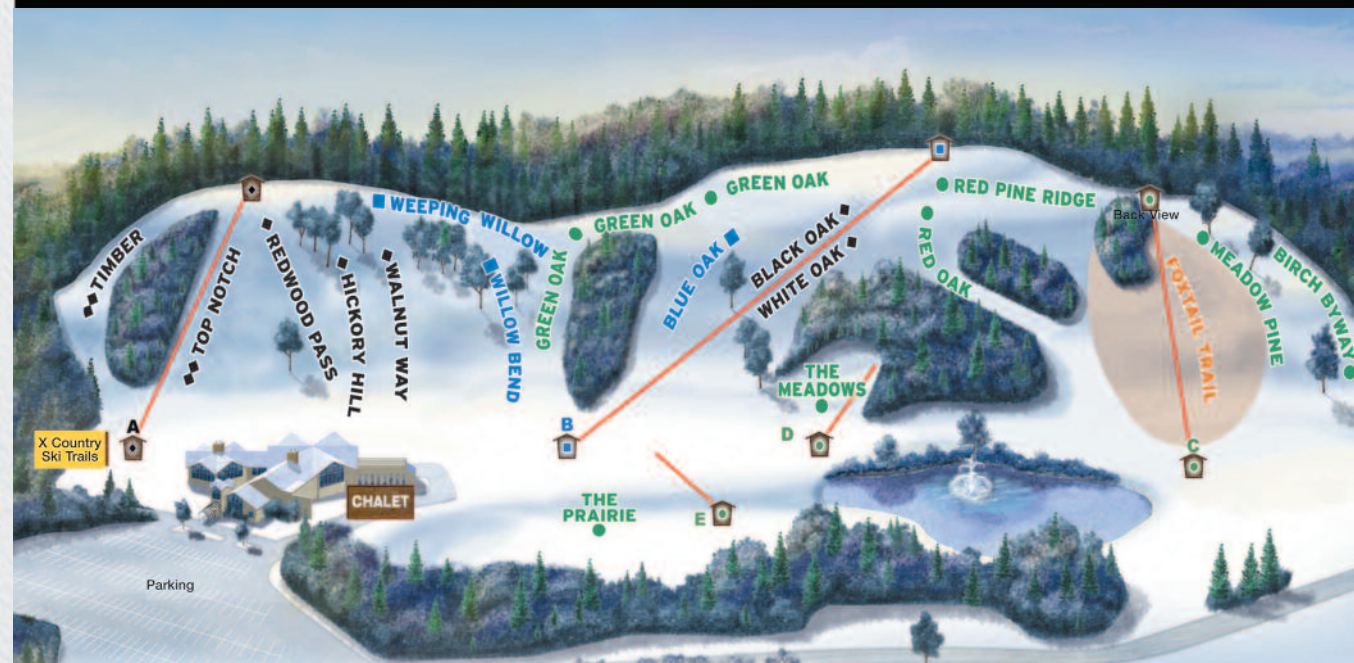 TIMBER
TOP NOTCH
REDWOOD PASS
HICKORY HILL
WALNUT WAY
WEEPING WILLOW
WILLOW BEND
GREEN OAK
GREEN OAK
GREEN OAK
BLUE OAK
BLACK OAK
WHITE OAK
RED PINE RIDGE
RED OAK
Back View
FOXTAIL TRAIL
MEADOW PINE
BIRCH BYWAY
THE
MEADOWS
A
B
D
C
E
X Country
Ski Trails
CHALET
THE
PRAIRIE
Parking